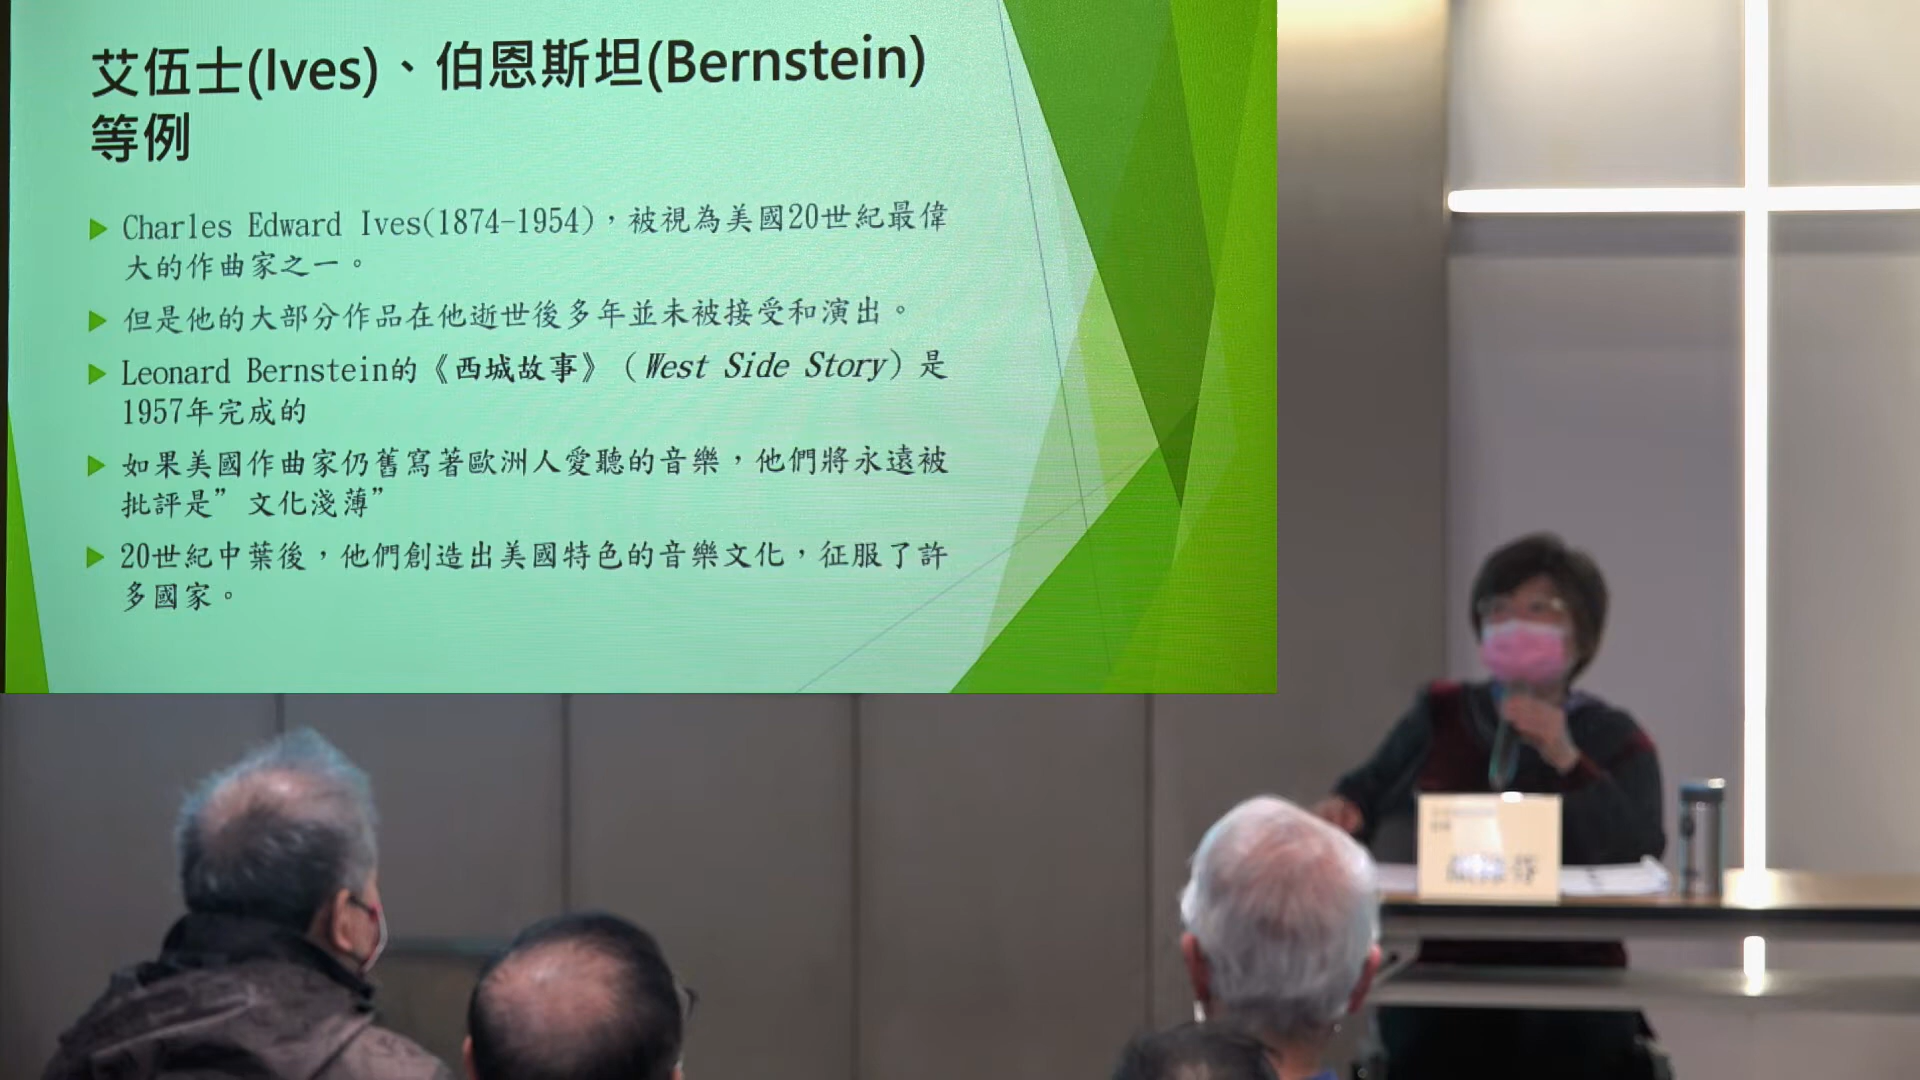 艾伍士(Ives)、伯恩斯坦(Bernstein)
等例
Charles Edward Ives(1874-1954)，被視為美國20世紀最偉
大的作曲家之一。
但是他的大部分作品在他逝世後多年並未被接受和演出。
Leonard Bernstein的《西城故事》（West Side Story）是
1957年完成的
如果美國作曲家仍舊寫著歐洲人愛聽的音樂，他們將永遠被
批評是”文化淺薄”
20世紀中葉後，他們創造出美國特色的音樂文化，征服了許
多國家。